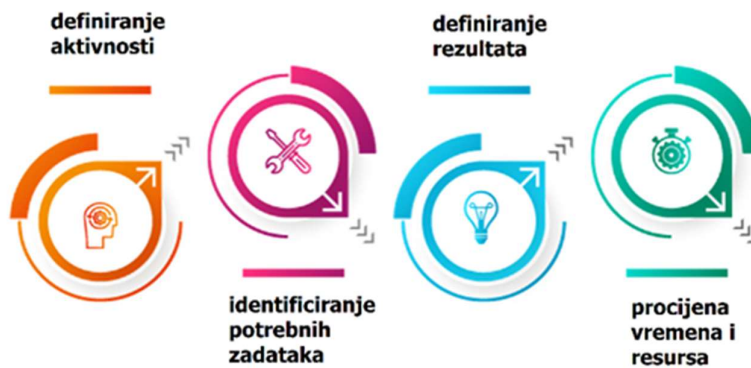 definiranje
aktivnosti
identificiranje
potrebnih
zadataka
definiranje
rezultata
procijena
vremena i
resursa